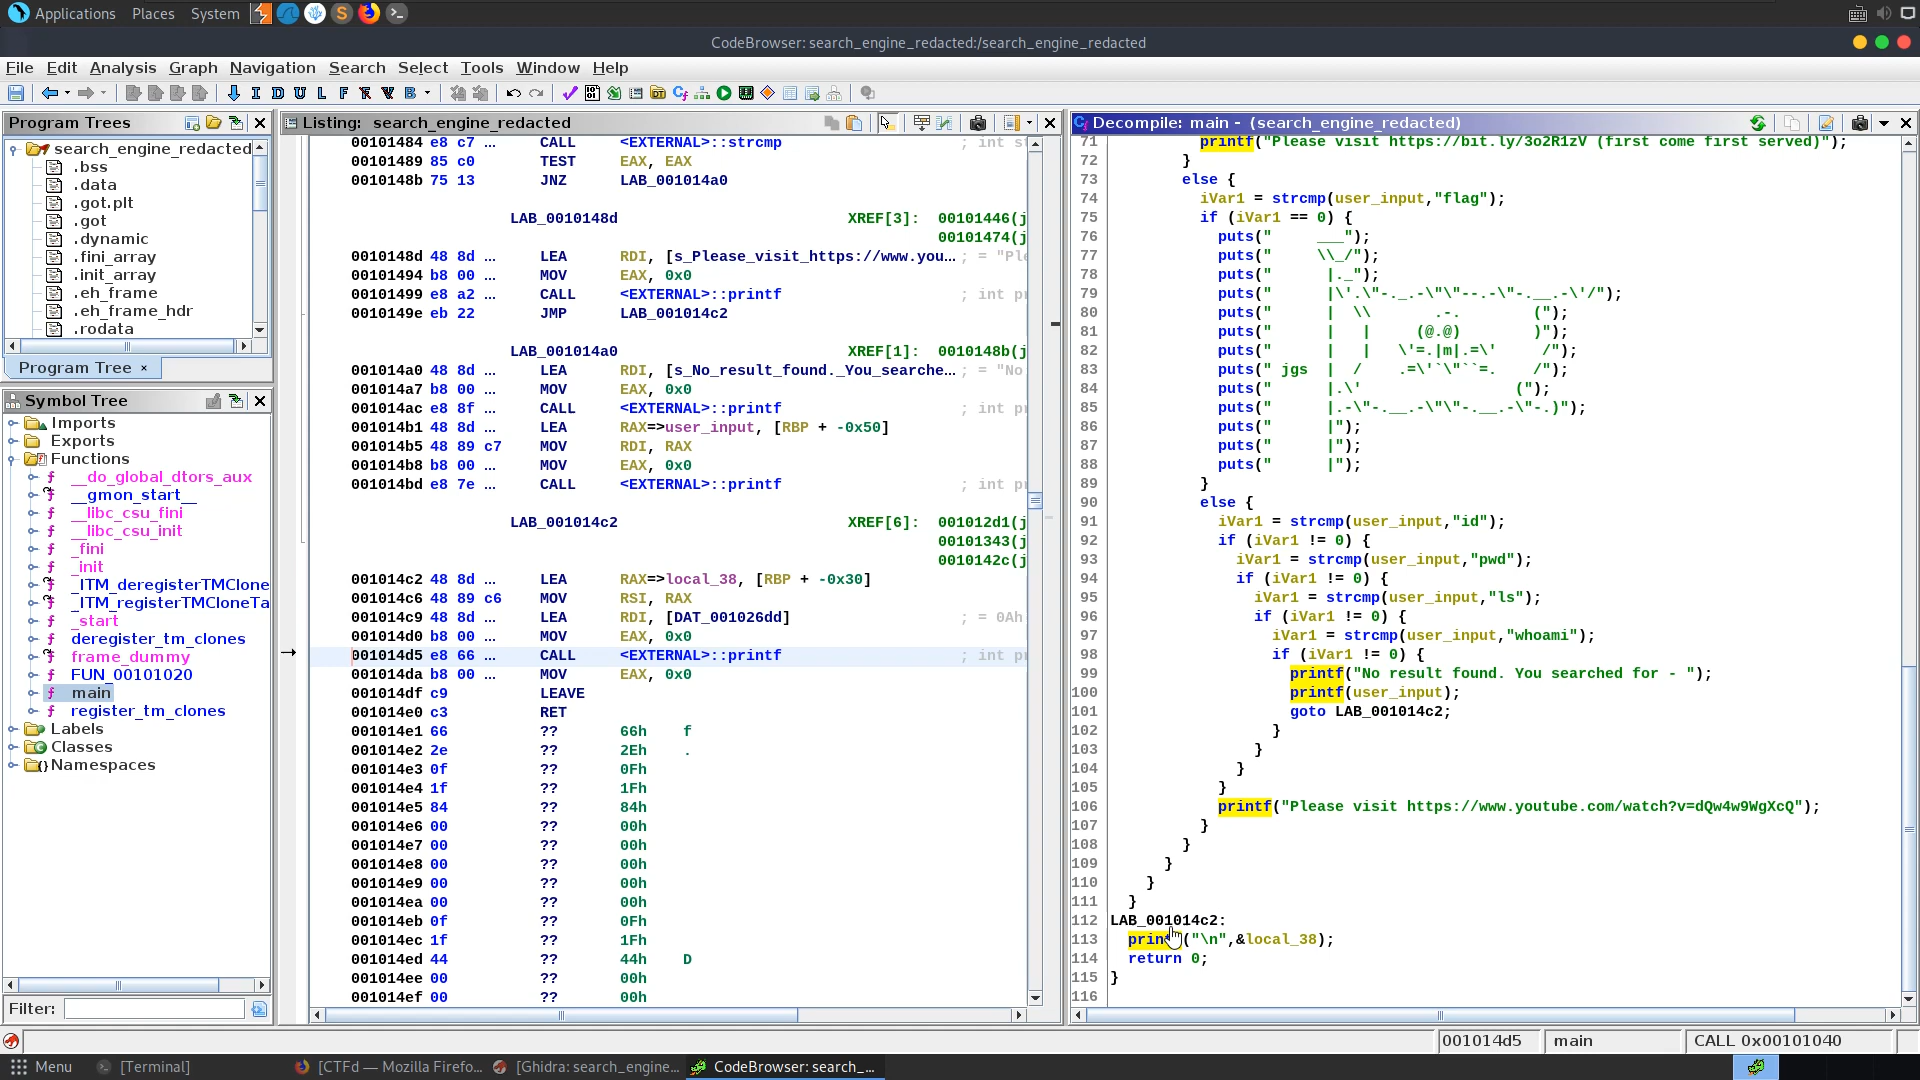 Applications Places System
CodeBrowser: search_engine_redacted:/search_engine_redacted
File Edit Analysis Graph Navigation Search Select Tools Window Help
Program Trees
search_engine_redacted
.bss
.data
.got.plt
.got
.dynamic
.fini_array
.init_array
.eh_frame
.eh_frame_hdr
.rodata
Program Tree ×
Symbol Tree
Imports
Exports
Functions
__do_global_dtors_aux
__gmon_start__
__libc_csu_fini
__libc_csu_init
_fini
_init
_ITM_deregisterTMClone
_ITM_registerTMCloneTa
_start
deregister_tm_clones
frame_dummy
FUN_00101020
main
register_tm_clones
Labels
Classes
Namespaces
Filter:
Listing: search_engine_redacted
00101484 e8 c7 ... CALL <EXTERNAL>::strcmp ; int st
00101489 85 c0 TEST EAX, EAX
0010148b 75 13 JNZ LAB_001014a0
LAB_0010148d XREF[3]: 00101446(j
00101474(j
0010148d 48 8d ... LEA RDI, [s_Please_visit_https://www.you... ; = "Ple
00101494 b8 00 ... MOV EAX, 0x0
00101499 e8 a2 ... CALL <EXTERNAL>::printf ; int pr
0010149e eb 22 JMP LAB_001014c2
LAB_001014a0 XREF[1]: 0010148b(j
001014a0 48 8d ... LEA RDI, [s_No_result_found._You_searche... ; = "No
001014a7 b8 00 ... MOV EAX, 0x0
001014ac e8 8f ... CALL <EXTERNAL>::printf ; int pr
001014b1 48 8d ... LEA RAX=>user_input, [RBP + -0x50]
001014b5 48 89 c7 MOV RDI, RAX
001014b8 b8 00 ... MOV EAX, 0x0
001014bd e8 7e ... CALL <EXTERNAL>::printf ; int pr
LAB_001014c2 XREF[6]: 001012d1(j
00101343(j
0010142c(j
001014c2 48 8d ... LEA RAX=>local_38, [RBP + -0x30]
001014c6 48 89 c6 MOV RSI, RAX
001014c9 48 8d ... LEA RDI, [DAT_001026dd] ; = 0Ah
001014d0 b8 00 ... MOV EAX, 0x0
001014d5 e8 66 ... CALL <EXTERNAL>::printf ; int pr
001014da b8 00 ... MOV EAX, 0x0
001014df c9 LEAVE
001014e0 c3 RET
001014e1 66 ?? 66h f
001014e2 2e ?? 2Eh .
001014e3 0f ?? 0Fh
001014e4 1f ?? 1Fh
001014e5 84 ?? 84h
001014e6 00 ?? 00h
001014e7 00 ?? 00h
001014e8 00 ?? 00h
001014e9 00 ?? 00h
001014ea 00 ?? 00h
001014eb 0f ?? 0Fh
001014ec 1f ?? 1Fh
001014ed 44 ?? 44h D
001014ee 00 ?? 00h
001014ef 00 ?? 00h
Decompile: main - (search_engine_redacted)
71 printf("Please visit https://bit.ly/3o2R1zV (first come first served)");
72 }
73 else {
74 iVar1 = strcmp(user_input,"flag");
75 if (iVar1 == 0) {
76 puts("     ___");
77 puts("     \\_/");
78 puts("      |._");
79 puts("      |\'.\"-._.-\"\"--.-\"-.__.-\'/");
80 puts("      |  \\       .-.        (");
81 puts("      |   |     (@.@)        )");
82 puts("      |   |   \'=.|m|.=\'     /");
83 puts(" jgs  |  /    .=\'`\"``=.    /");
84 puts("      |.\'                 (");
85 puts("      |.-\"-.__.-\"\"-.__.-\"-.)");
86 puts("      |");
87 puts("      |");
88 puts("      |");
89 }
90 else {
91 iVar1 = strcmp(user_input,"id");
92 if (iVar1 != 0) {
93 iVar1 = strcmp(user_input,"pwd");
94 if (iVar1 != 0) {
95 iVar1 = strcmp(user_input,"ls");
96 if (iVar1 != 0) {
97 iVar1 = strcmp(user_input,"whoami");
98 if (iVar1 != 0) {
99 printf("No result found. You searched for - ");
100 printf(user_input);
101 goto LAB_001014c2;
102 }
103 }
104 }
105 }
106 printf("Please visit https://www.youtube.com/watch?v=dQw4w9WgXcQ");
107 }
108 }
109 }
110 }
111 }
112 LAB_001014c2:
113 printf("\n",&local_38);
114 return 0;
115 }
116
001014d5 main CALL 0x00101040
Menu [Terminal] [CTFd — Mozilla Firefo... [Ghidra: search_engine... CodeBrowser: search_...